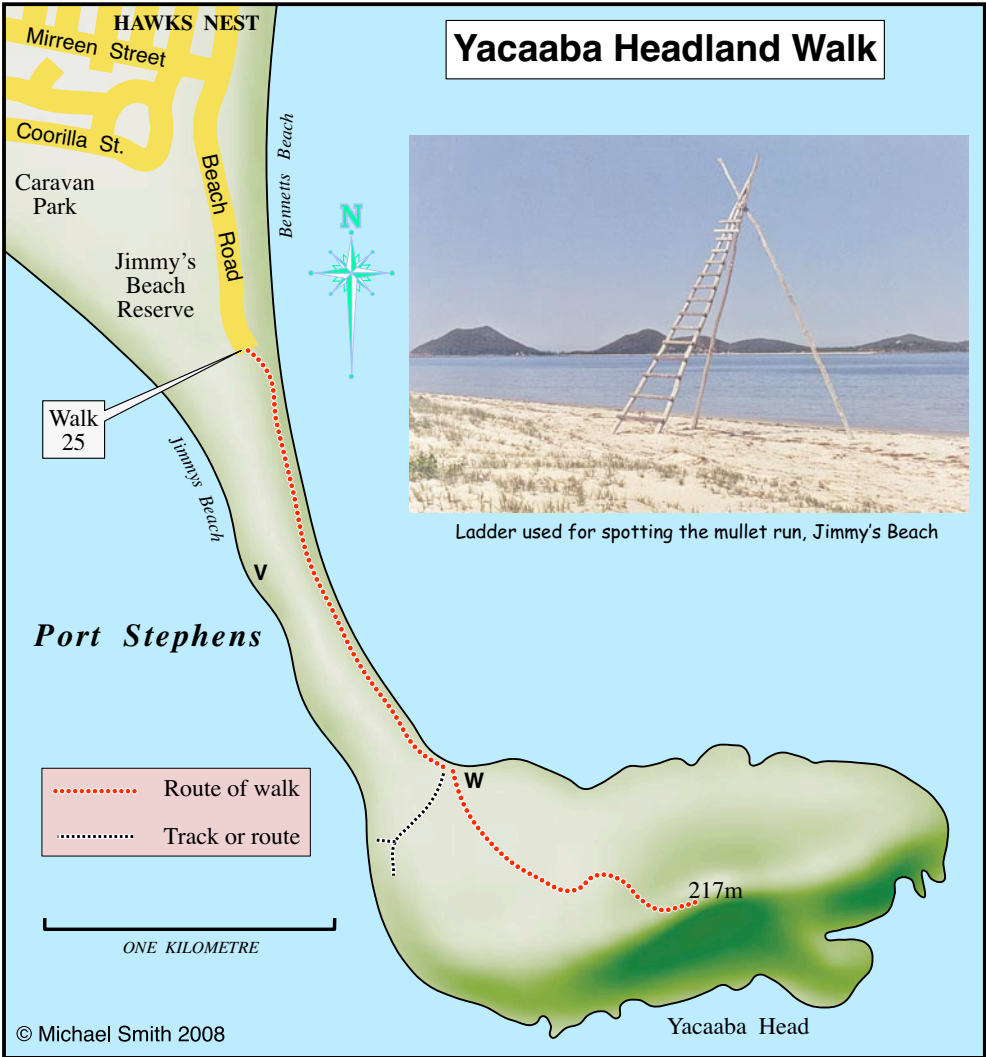 HAWKS NEST
Mirreen Street
Yacaaba Headland Walk
Coorilla St.
Caravan
Park
Beach Road
Bennetts Beach
N
Jimmy's
Beach
Reserve
Walk
25
Jimmys Beach
Ladder used for spotting the mullet run, Jimmy's Beach
V
Port Stephens
W
Route of walk
Track or route
217m
ONE KILOMETRE
Yacaaba Head
© Michael Smith 2008